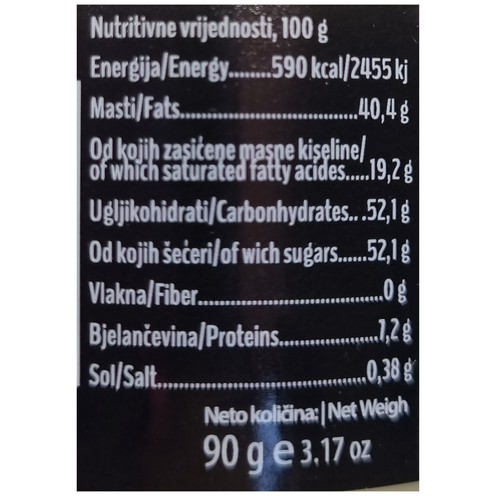 Nutritivne vrijednosti, 100 g
Energija/Energy........590 kcal/2455 kj
Masti/Fats..............................40,4 g
Od kojih zasićene masne kiseline/
of which saturated fatty acides.....19,2 g
Ugljikohidrati/Carbonhydrates.. .52,1 g
Od kojih šećeri/of wich sugars......52,1 g
Vlakna/Fiber...............................0 g
Bjelančevina/Proteins.................1,2 g
Sol/Salt...................................0,38 g
Neto količina:|Net Weigh
90 g e 3.17 oz